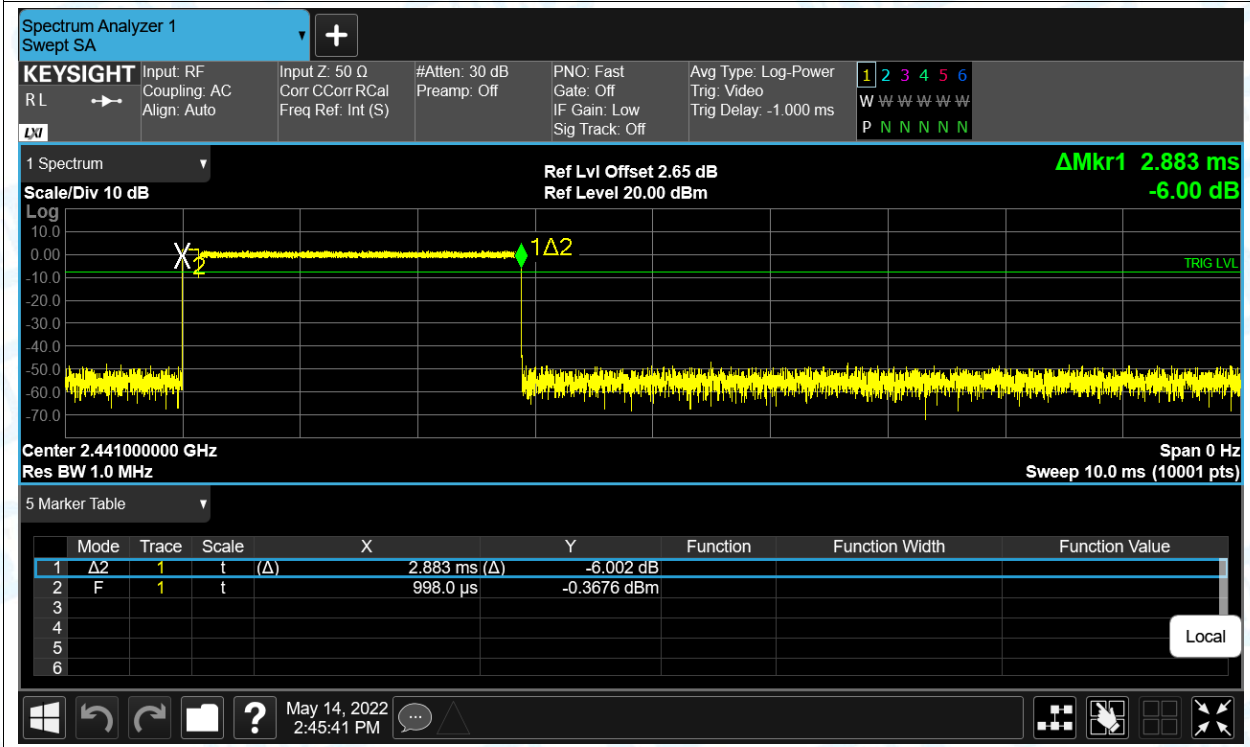 Spectrum Analyzer 1
Swept SA
KEYSIGHT
R L
LXI
Input: RF
Coupling: AC
Align: Auto
Input Z: 50 Ω
Corr CCorr RCal
Freq Ref: Int (S)
#Atten: 30 dB
Preamp: Off
PNO: Fast
Gate: Off
IF Gain: Low
Sig Track: Off
Avg Type: Log-Power
Trig: Video
Trig Delay: -1.000 ms
1 2 3 4 5 6
W W W W W W
P N N N N N
1 Spectrum
Scale/Div 10 dB
Ref Lvl Offset 2.65 dB
Ref Level 20.00 dBm
ΔMkr1 2.883 ms
-6.00 dB
Log
10.0
0.00
-10.0
-20.0
-30.0
-40.0
-50.0
-60.0
-70.0
X 2
1Δ2
TRIG LVL
Center 2.441000000 GHz
Res BW 1.0 MHz
Span 0 Hz
Sweep 10.0 ms (10001 pts)
5 Marker Table
Mode Trace Scale X Y Function Function Width Function Value
1 Δ2 1 t (Δ) 2.883 ms (Δ) -6.002 dB
2 F 1 t 998.0 µs -0.3676 dBm
3
4
5
6
Local
?
May 14, 2022
2:45:41 PM